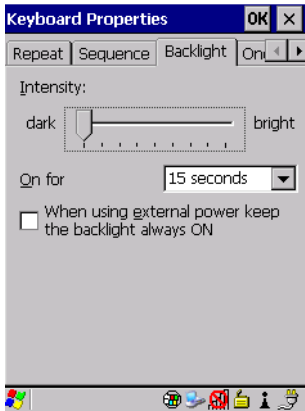 Keyboard Properties OK
Repeat Sequence Backlight
Intensity:
dark bright
On for 15 seconds
When using external power keep
the backlight always ON